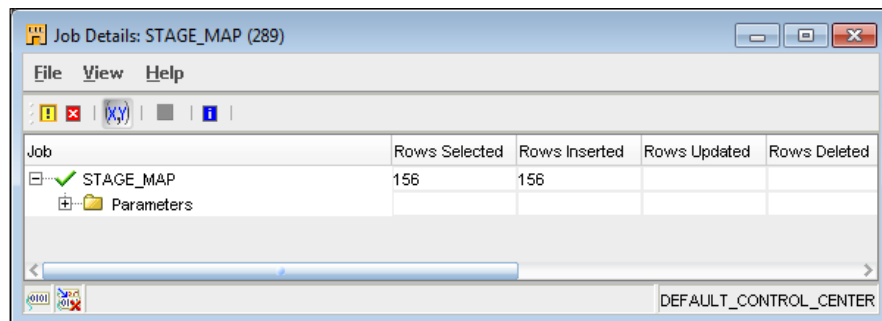 Job Details: STAGE_MAP (289)
File View Help
(X,Y)
Job Rows Selected Rows Inserted Rows Updated Rows Deleted
STAGE_MAP 156 156
Parameters
DEFAULT_CONTROL_CENTER